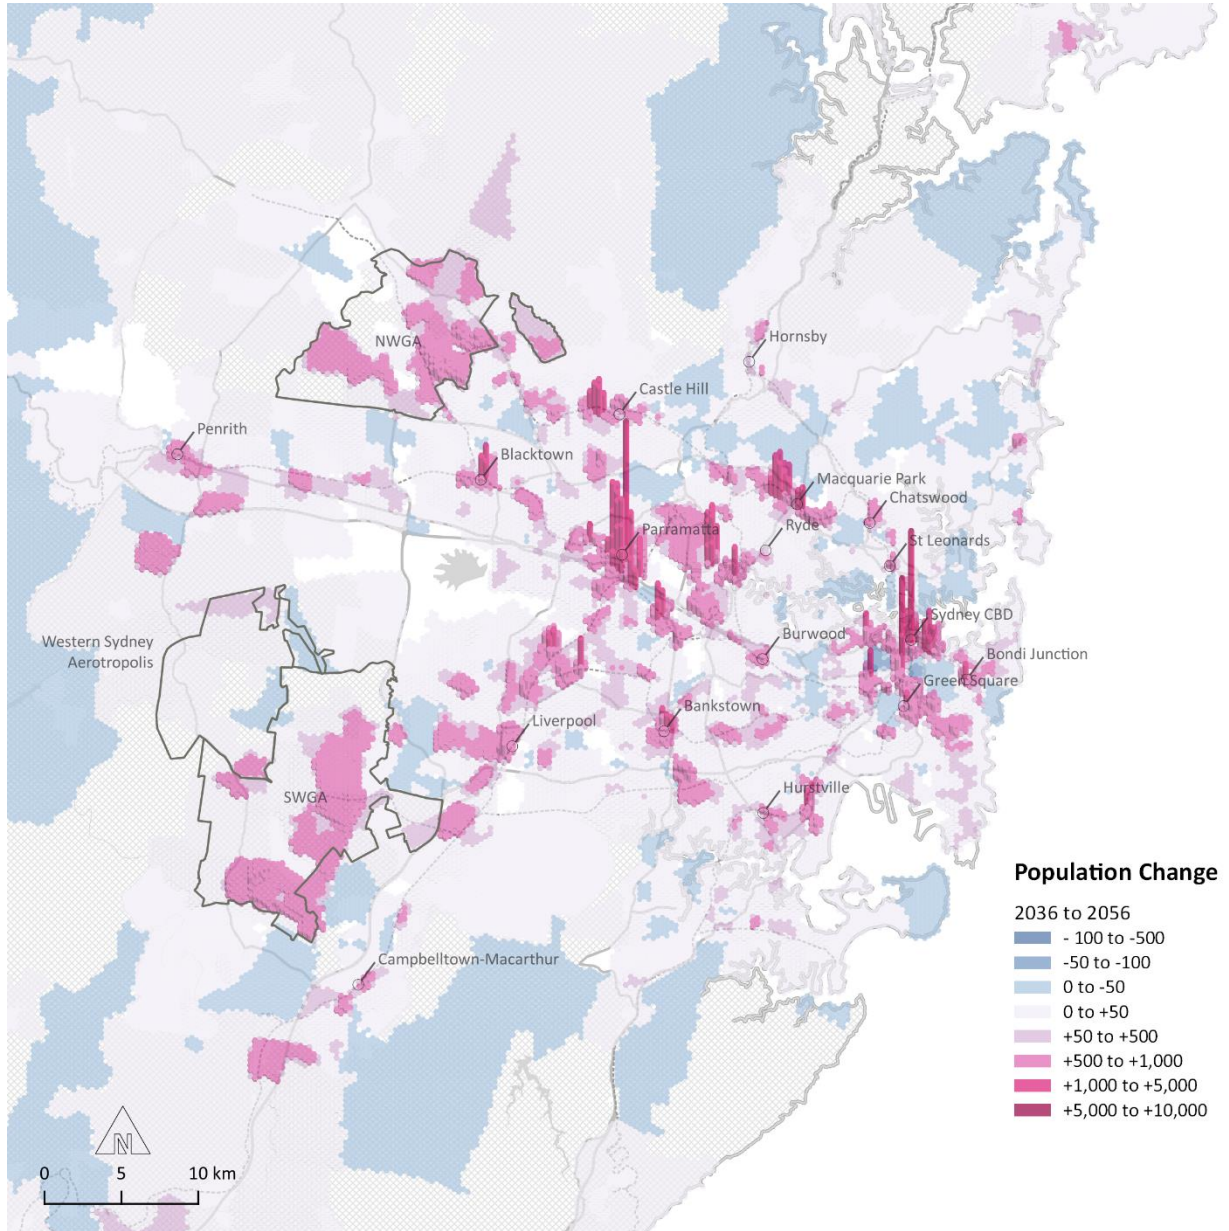 Hornsby
NWGA
Castle Hill
Penrith
Blacktown
Macquarie Park
Chatswood
Parramatta
Ryde
St Leonards
Sydney CBD
Western Sydney
Aerotropolis
Burwood
Bondi Junction
Green Square
Bankstown
Liverpool
SWGA
Hurstville
Campbelltown-Macarthur
Population Change
2036 to 2056
- 100 to -500
-50 to -100
0 to -50
0 to +50
+50 to +500
+500 to +1,000
+1,000 to +5,000
+5,000 to +10,000
N
0 5 10 km